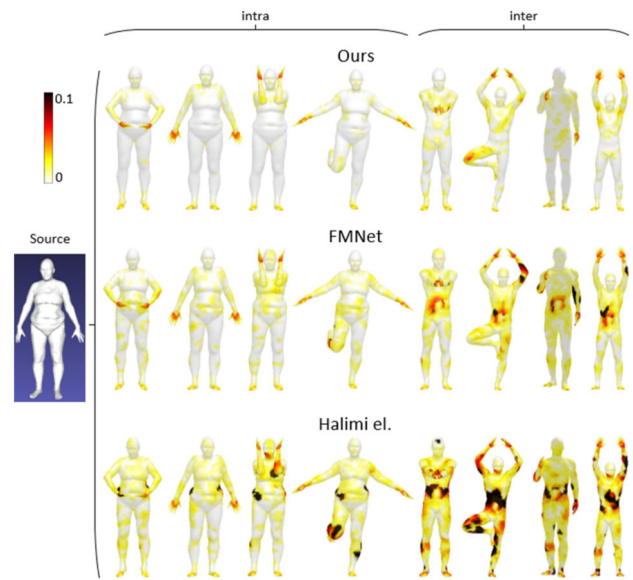 intra
inter
Ours
0.1
0
Source
FMNet
Halimi el.